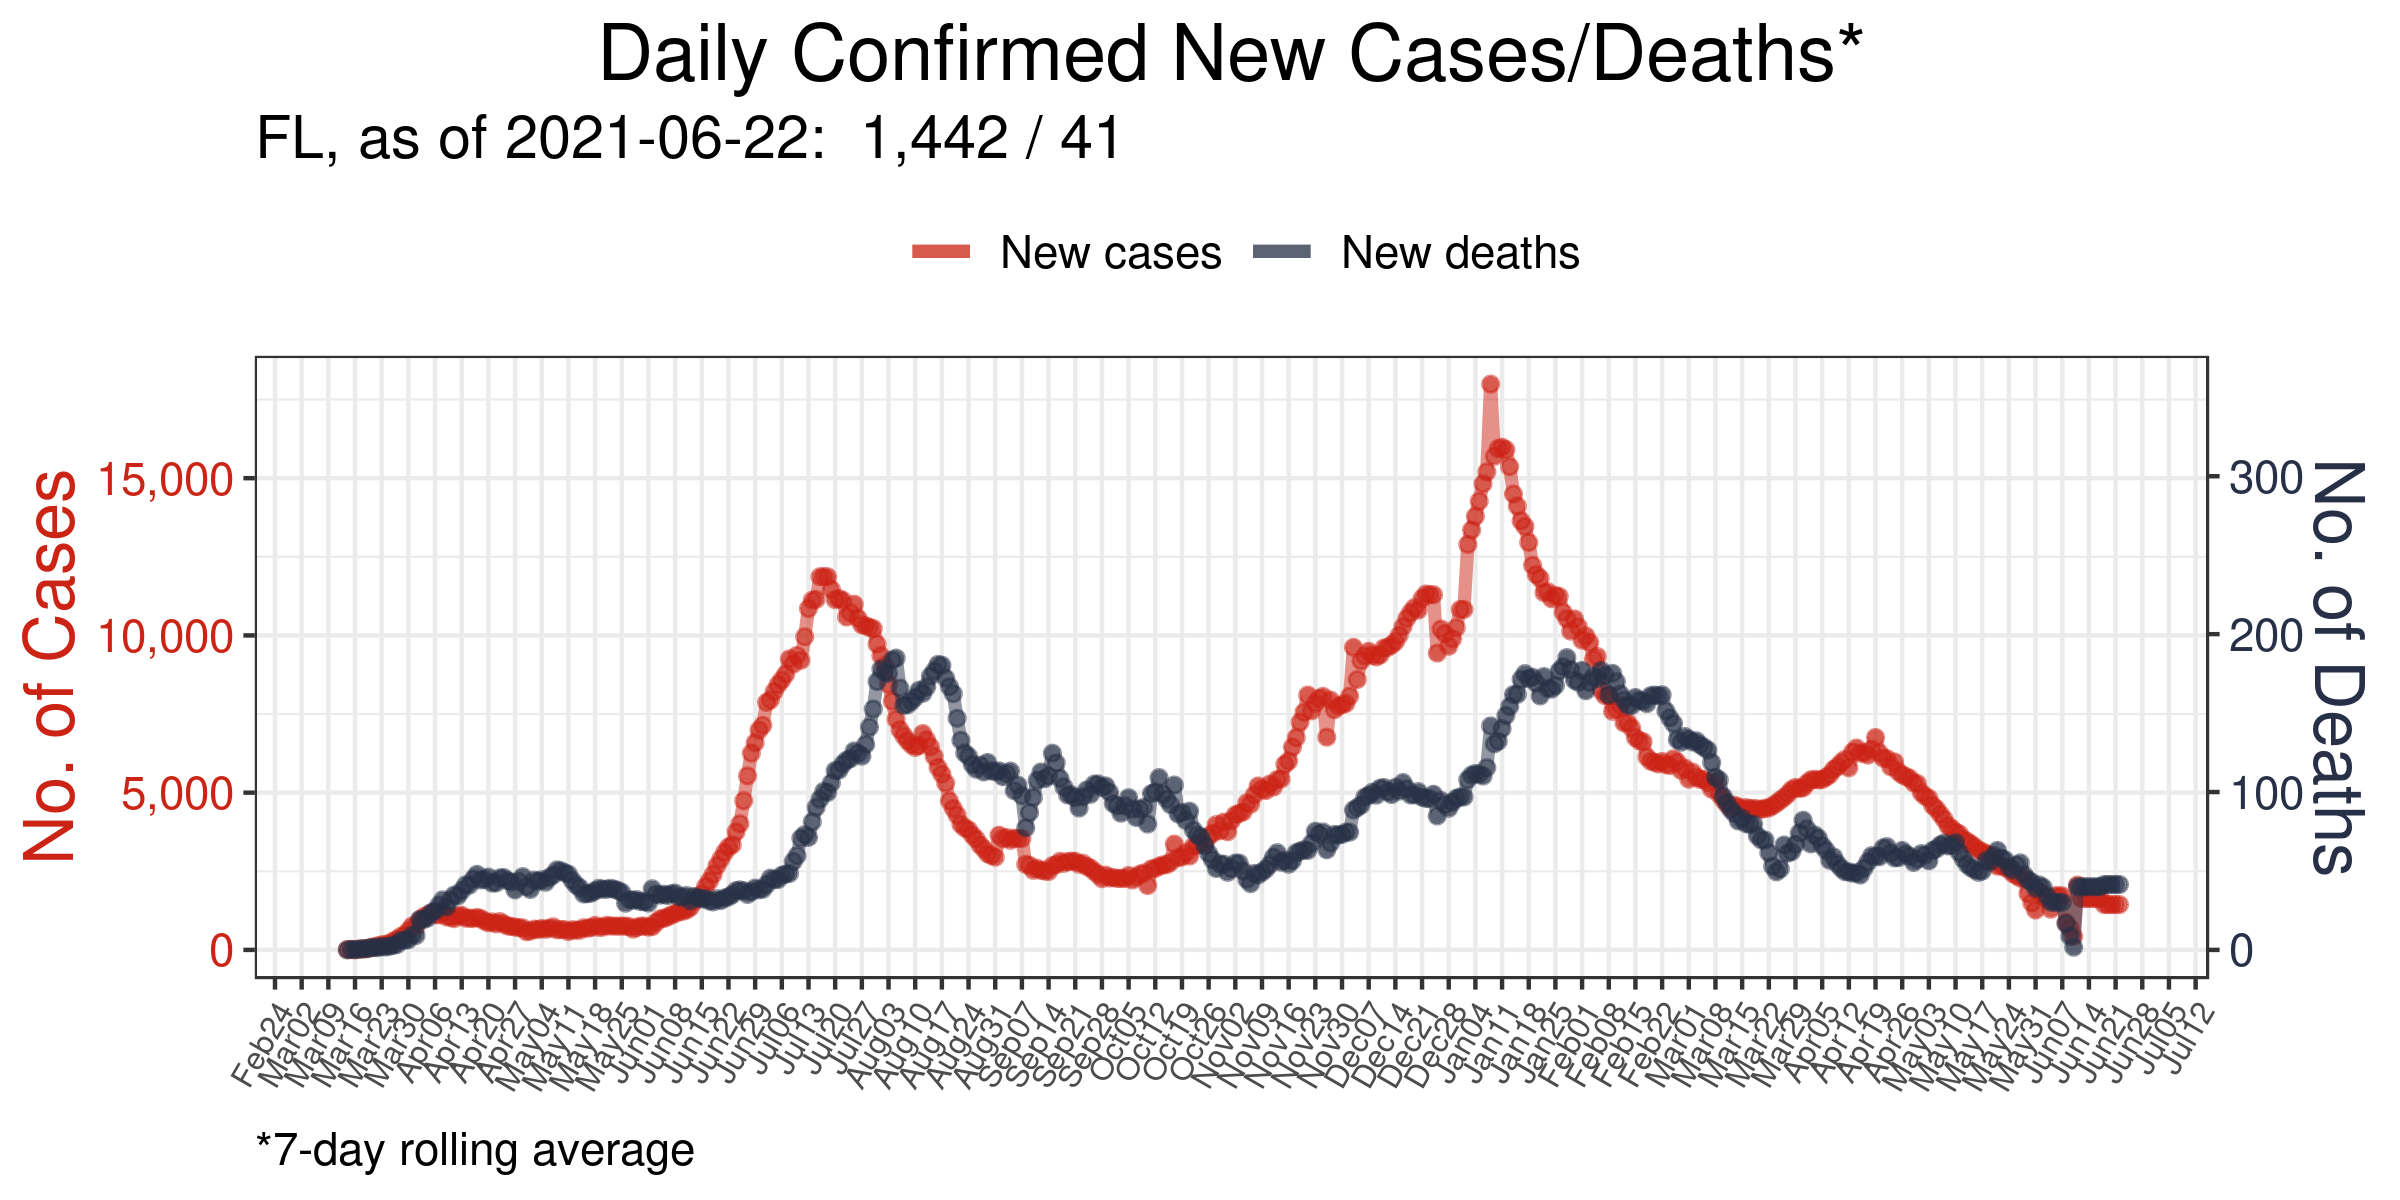 Daily Confirmed New Cases/Deaths*
FL, as of 2021-06-22:  1,442 / 41
New cases
New deaths
No. of Cases
15,000
10,000
5,000
0
No. of Deaths
300
200
100
0
Feb24
Mar02
Mar09
Mar16
Mar23
Mar30
Apr06
Apr13
Apr20
Apr27
May04
May11
May18
May25
Jun01
Jun08
Jun15
Jun22
Jun29
Jul06
Jul13
Jul20
Jul27
Aug03
Aug10
Aug17
Aug24
Aug31
Sep07
Sep14
Sep21
Sep28
Oct05
Oct12
Oct19
Oct26
Nov02
Nov09
Nov16
Nov23
Nov30
Dec07
Dec14
Dec21
Dec28
Jan04
Jan11
Jan18
Jan25
Feb01
Feb08
Feb15
Feb22
Mar01
Mar08
Mar15
Mar22
Mar29
Apr05
Apr12
Apr19
Apr26
May03
May10
May17
May24
May31
Jun07
Jun14
Jun21
Jun28
Jul05
Jul12
*7-day rolling average